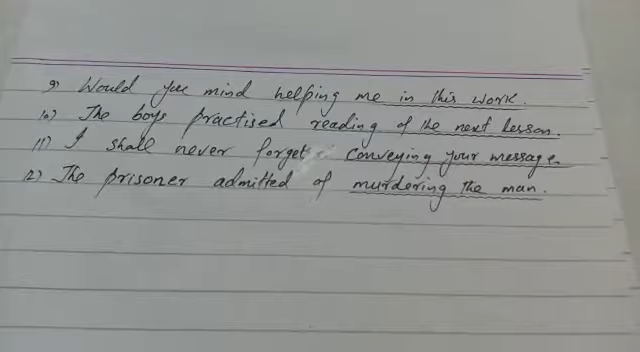 9) Would you mind helping me in this work.
10) The boys practised reading of the next lesson.
11) I shall never forget conveying your message.
12) The prisoner admitted of murdering the man.